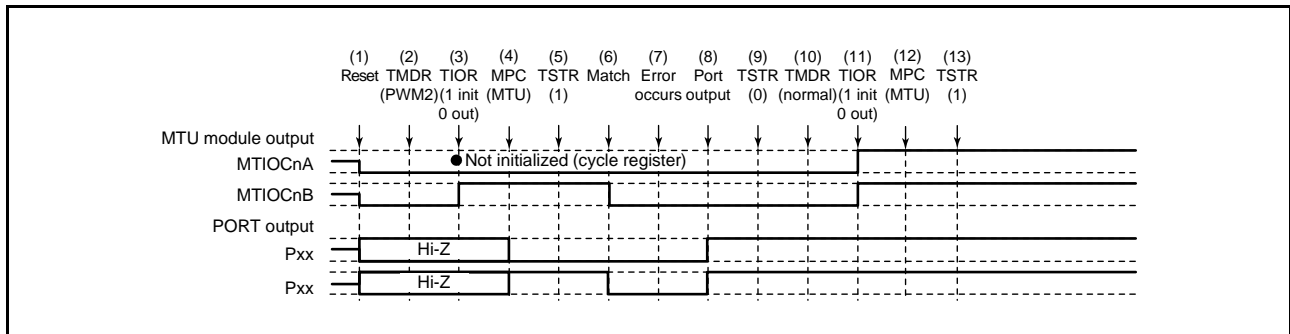 (1) (2) (3) (4) (5) (6) (7) (8) (9) (10) (11) (12) (13)
Reset TMDR TIOR MPC TSTR Match Error Port TSTR TMDR TIOR MPC TSTR
(PWM2) (1 init (MTU) (1) occurs output (0) (normal) (1 init (MTU) (1)
0 out) 0 out)
MTU module output
MTIOCnA
● Not initialized (cycle register)
MTIOCnB
PORT output
Pxx
Hi-Z
Pxx
Hi-Z